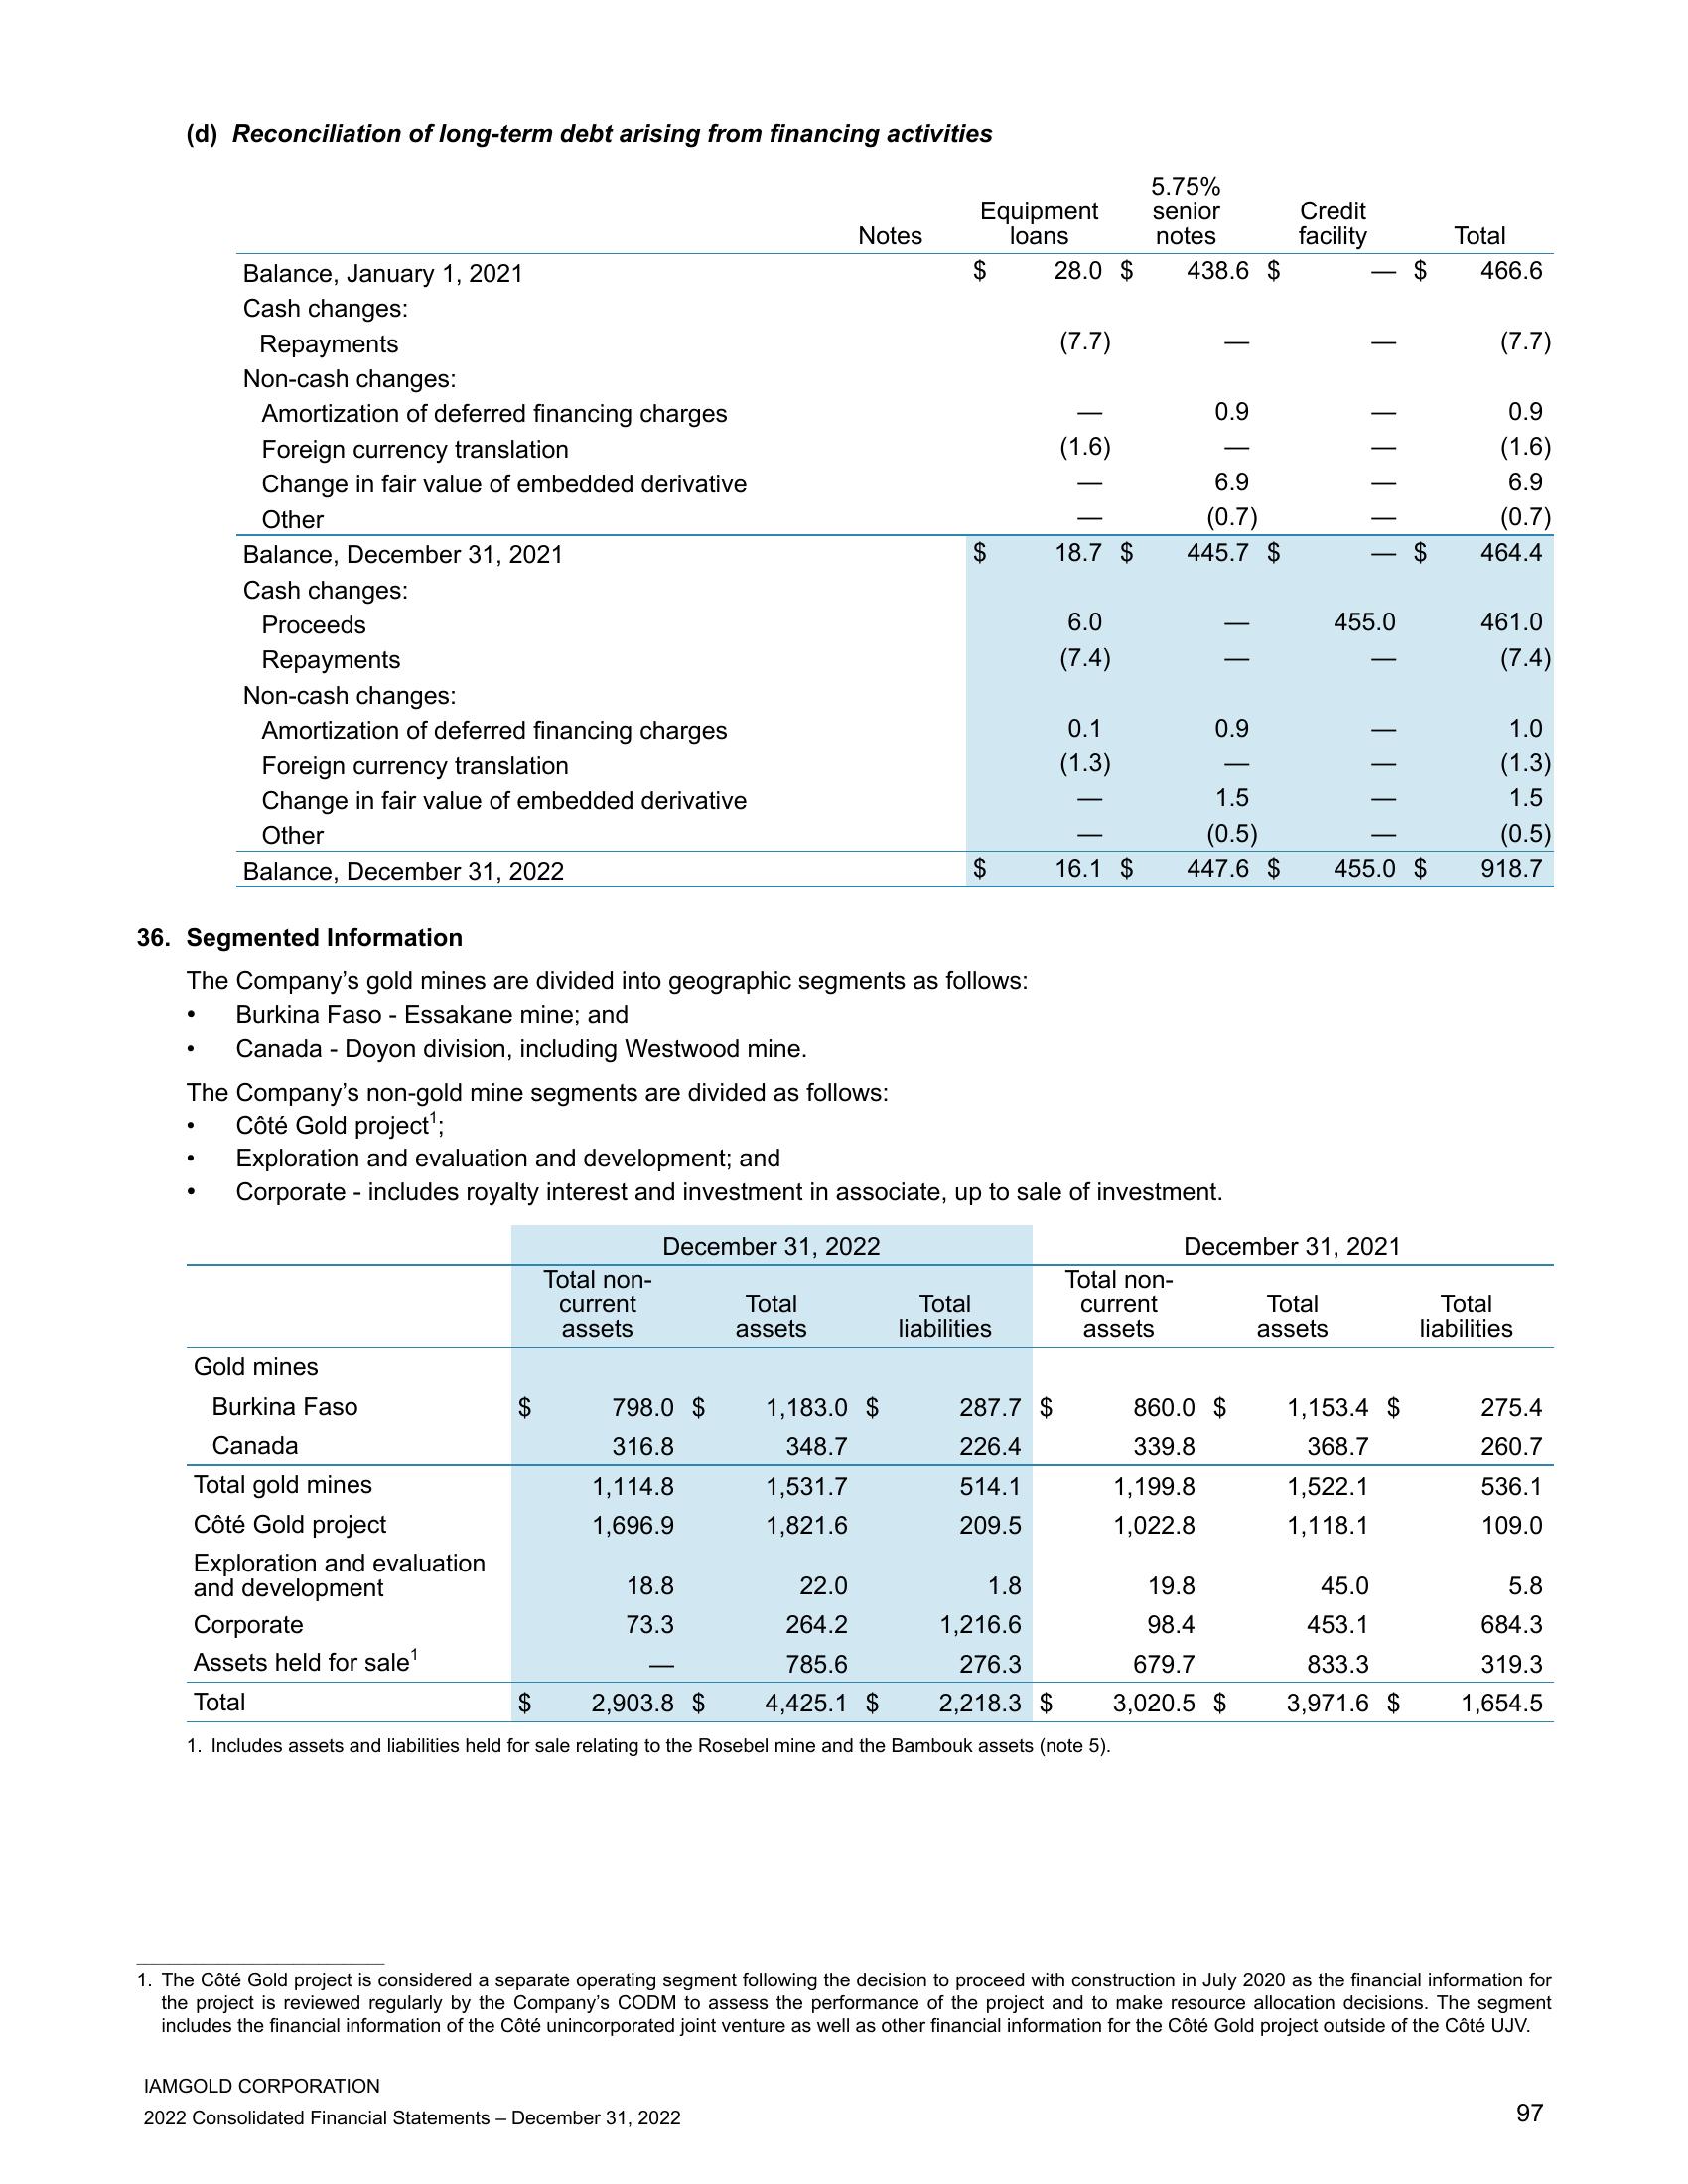 (d) Reconciliation of long-term debt arising from financing activities
Notes Equipment loans 5.75% senior notes Credit facility Total
Balance, January 1, 2021 $ 28.0 $ 438.6 $ — $ 466.6
Cash changes:
Repayments (7.7) — — (7.7)
Non-cash changes:
Amortization of deferred financing charges — 0.9 — 0.9
Foreign currency translation (1.6) — — (1.6)
Change in fair value of embedded derivative — 6.9 — 6.9
Other — (0.7) — (0.7)
Balance, December 31, 2021 $ 18.7 $ 445.7 $ — $ 464.4
Cash changes:
Proceeds 6.0 — 455.0 461.0
Repayments (7.4) — — (7.4)
Non-cash changes:
Amortization of deferred financing charges 0.1 0.9 — 1.0
Foreign currency translation (1.3) — — (1.3)
Change in fair value of embedded derivative — 1.5 — 1.5
Other — (0.5) — (0.5)
Balance, December 31, 2022 $ 16.1 $ 447.6 $ 455.0 $ 918.7
36. Segmented Information
The Company’s gold mines are divided into geographic segments as follows:
• Burkina Faso - Essakane mine; and
• Canada - Doyon division, including Westwood mine.
The Company’s non-gold mine segments are divided as follows:
• Côté Gold project1;
• Exploration and evaluation and development; and
• Corporate - includes royalty interest and investment in associate, up to sale of investment.
December 31, 2022 December 31, 2021
Total non-current assets Total assets Total liabilities Total non-current assets Total assets Total liabilities
Gold mines
Burkina Faso $ 798.0 $ 1,183.0 $ 287.7 $ 860.0 $ 1,153.4 $ 275.4
Canada 316.8 348.7 226.4 339.8 368.7 260.7
Total gold mines 1,114.8 1,531.7 514.1 1,199.8 1,522.1 536.1
Côté Gold project 1,696.9 1,821.6 209.5 1,022.8 1,118.1 109.0
Exploration and evaluation
and development 18.8 22.0 1.8 19.8 45.0 5.8
Corporate 73.3 264.2 1,216.6 98.4 453.1 684.3
Assets held for sale1 — 785.6 276.3 679.7 833.3 319.3
Total $ 2,903.8 $ 4,425.1 $ 2,218.3 $ 3,020.5 $ 3,971.6 $ 1,654.5
1. Includes assets and liabilities held for sale relating to the Rosebel mine and the Bambouk assets (note 5).
1. The Côté Gold project is considered a separate operating segment following the decision to proceed with construction in July 2020 as the financial information for
the project is reviewed regularly by the Company’s CODM to assess the performance of the project and to make resource allocation decisions. The segment
includes the financial information of the Côté unincorporated joint venture as well as other financial information for the Côté Gold project outside of the Côté UJV.
IAMGOLD CORPORATION
2022 Consolidated Financial Statements – December 31, 2022 97